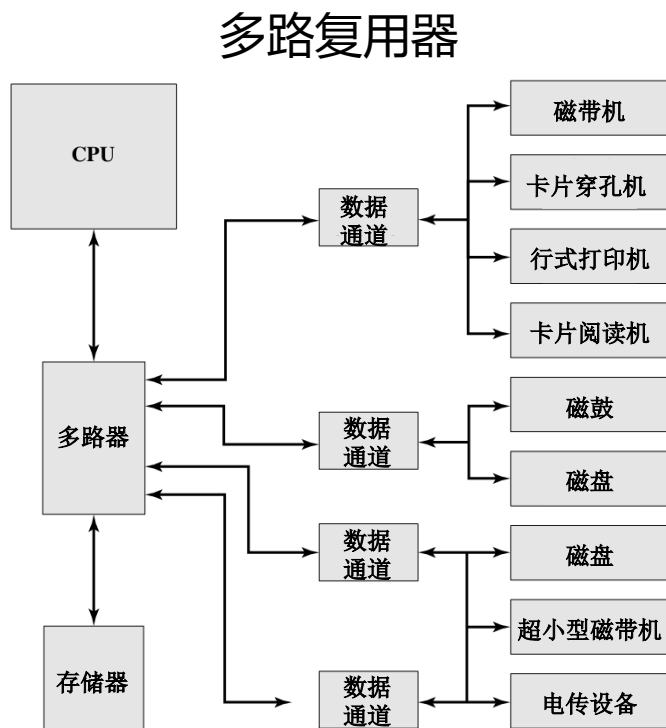 多路复用器
CPU
磁带机
卡片穿孔机
数据
通道
行式打印机
卡片阅读机
多路器
数据
通道
磁鼓
磁盘
数据
通道
磁盘
超小型磁带机
存储器
数据
通道
电传设备